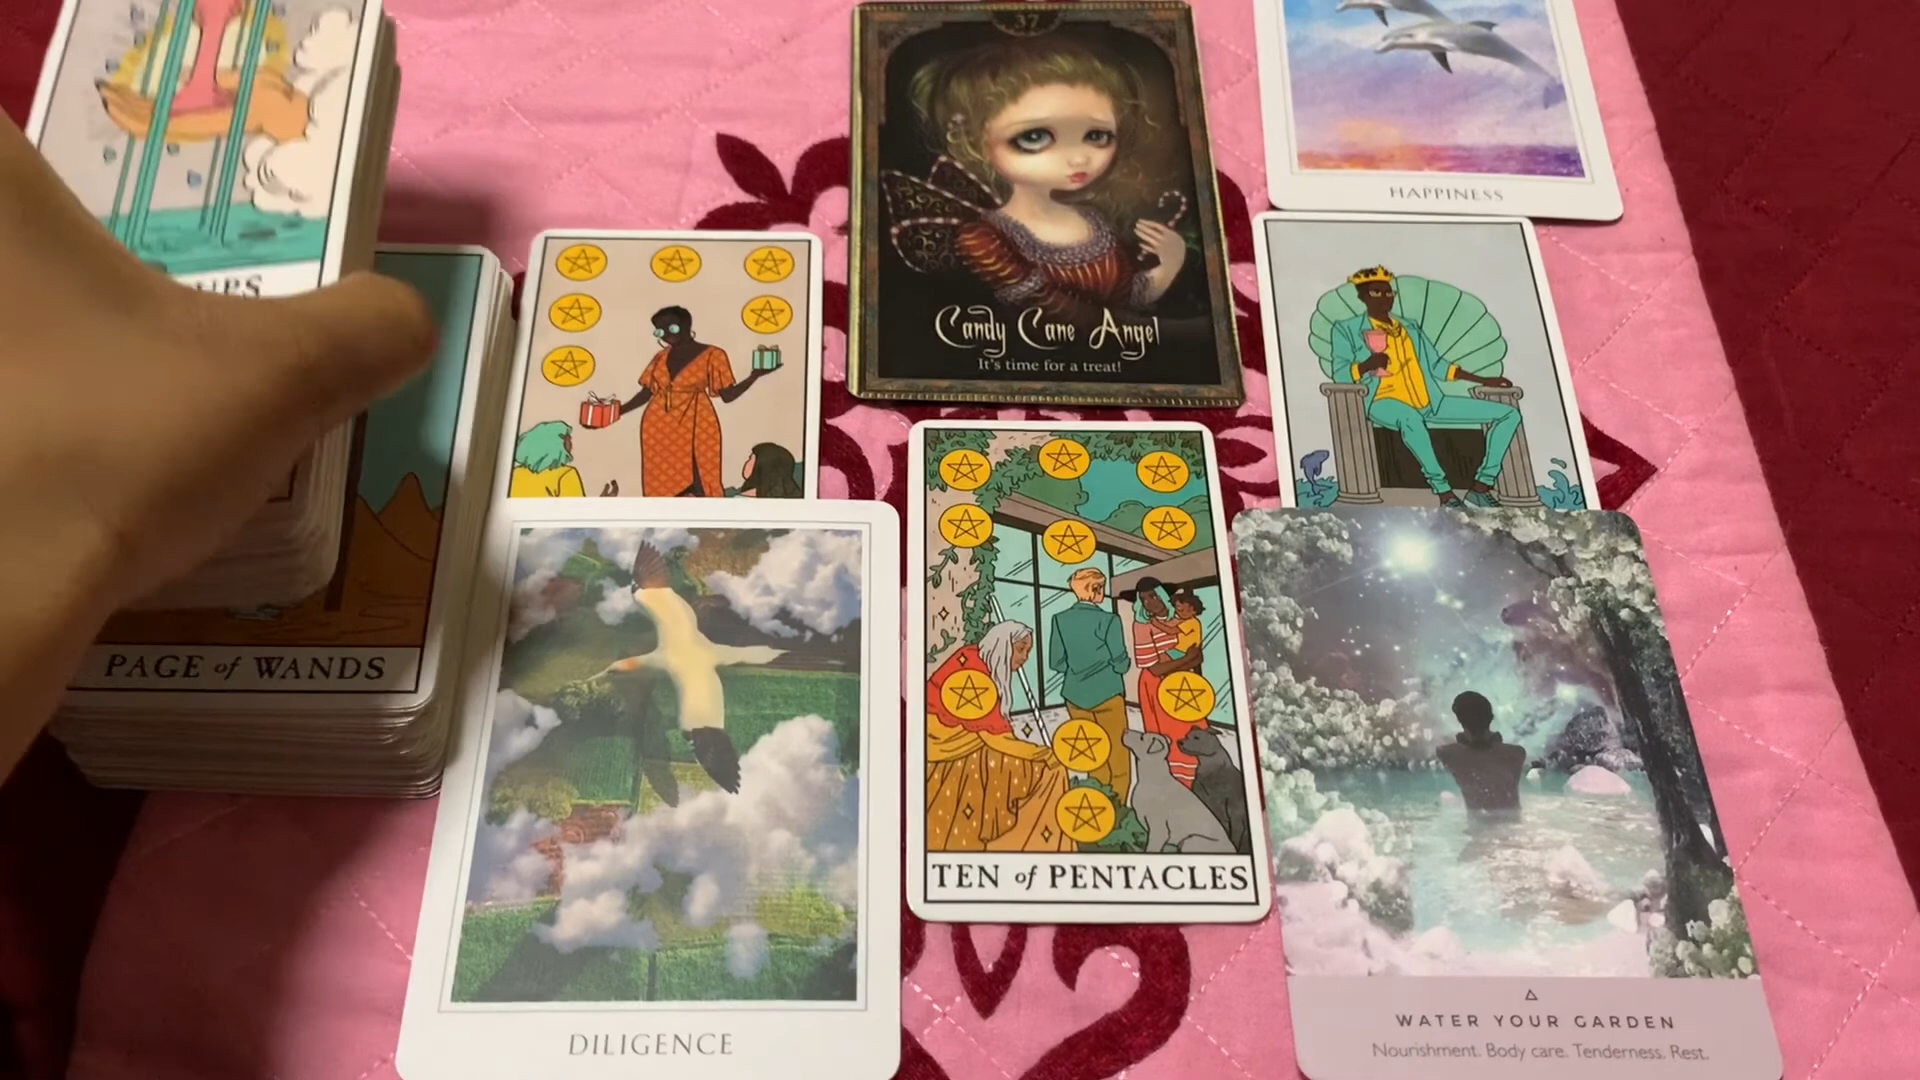 37
HAPPINESS
Candy Cane Angel
It's time for a treat!
PAGE of WANDS
TEN of PENTACLES
DILIGENCE
WATER YOUR GARDEN
Nourishment. Body care. Tenderness. Rest.